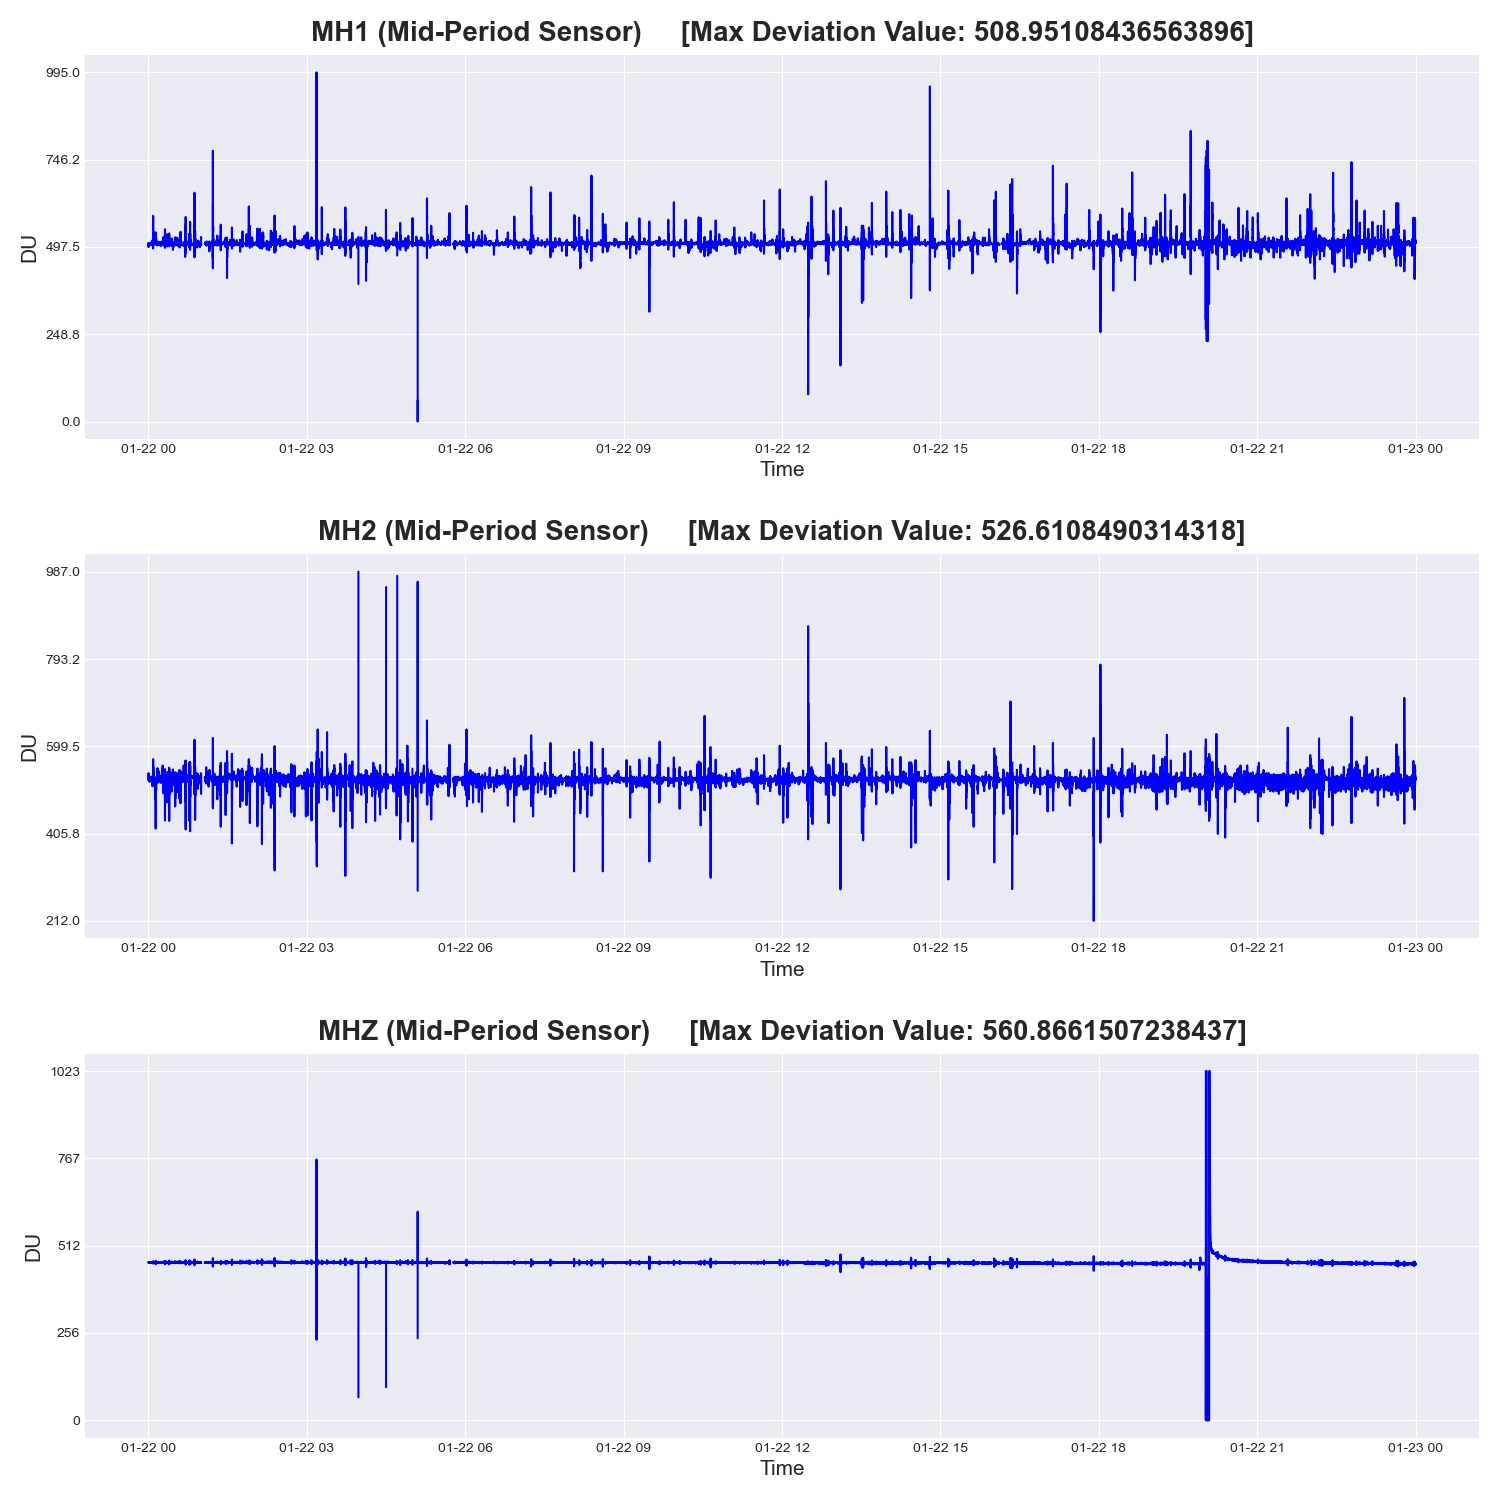 MH1 (Mid-Period Sensor) [Max Deviation Value: 508.95108436563896]
995.0
746.2
497.5
248.8
0.0
DU
01-22 00 01-22 03 01-22 06 01-22 09 01-22 12 01-22 15 01-22 18 01-22 21 01-23 00
Time
MH2 (Mid-Period Sensor) [Max Deviation Value: 526.6108490314318]
987.0
793.2
599.5
405.8
212.0
DU
01-22 00 01-22 03 01-22 06 01-22 09 01-22 12 01-22 15 01-22 18 01-22 21 01-23 00
Time
MHZ (Mid-Period Sensor) [Max Deviation Value: 560.8661507238437]
1023
767
512
256
0
DU
01-22 00 01-22 03 01-22 06 01-22 09 01-22 12 01-22 15 01-22 18 01-22 21 01-23 00
Time